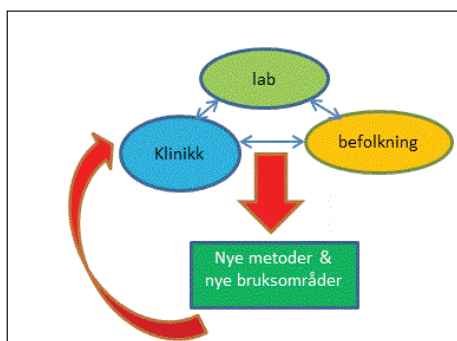 lab
Klinikk
befolkning
Nye metoder &
nye bruksområder